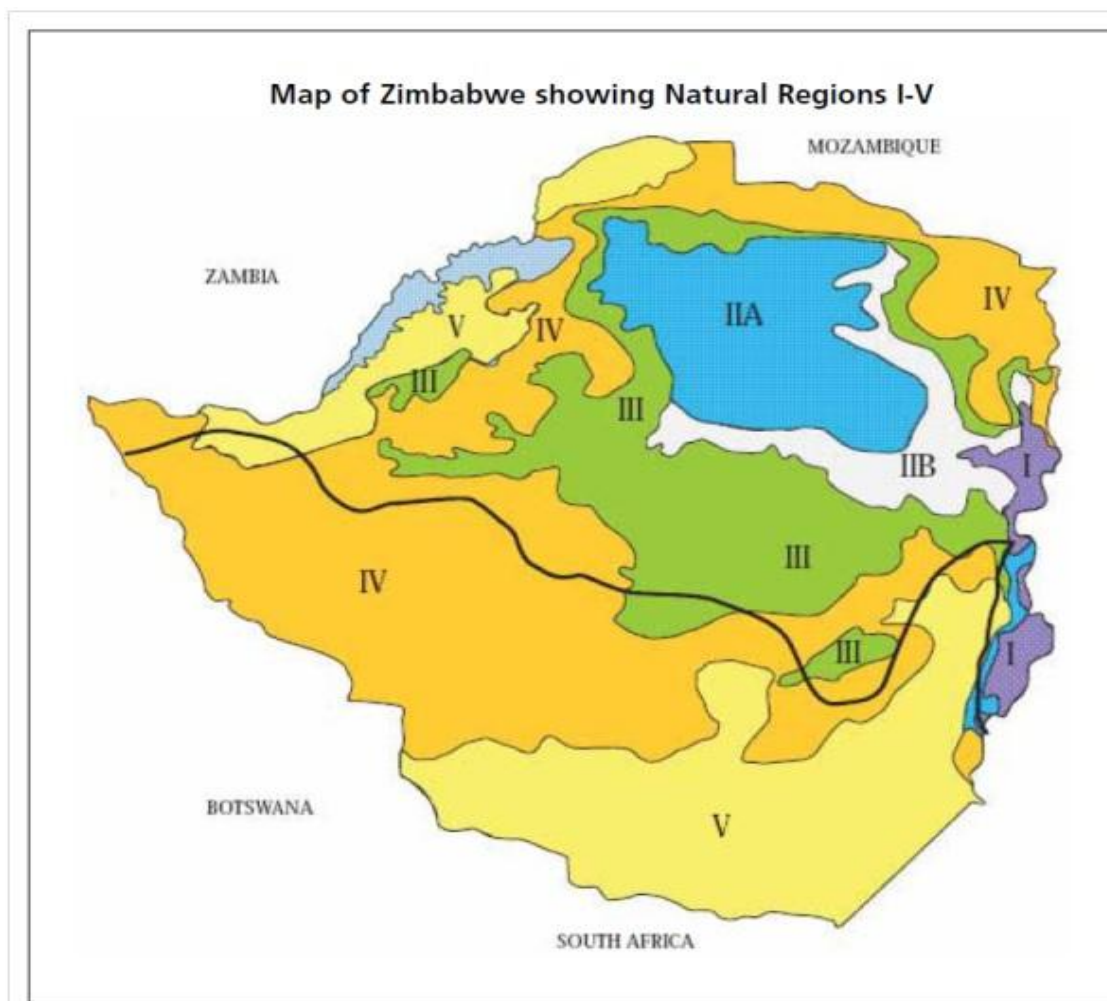 Map of Zimbabwe showing Natural Regions I-V
MOZAMBIQUE
ZAMBIA
IV
IIA
V
IV
III
III
IIB
I
III
IV
III
I
V
BOTSWANA
SOUTH AFRICA